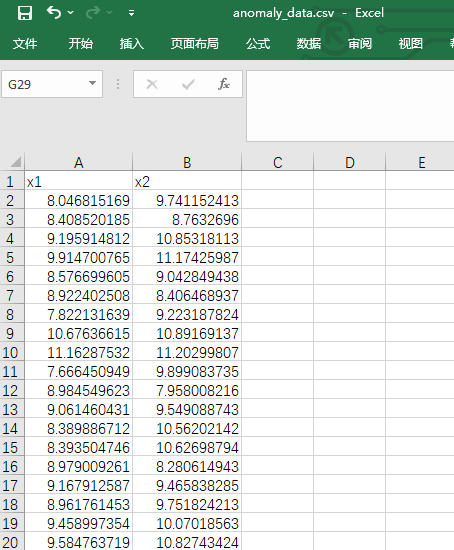 anomaly_data.csv - Excel
文件 开始 插入 页面布局 公式 数据 审阅 视图
G29 fx
A B C D E
1 x1 x2
2 8.046815169 9.741152413
3 8.408520185 8.7632696
4 9.195914812 10.85318113
5 9.914700765 11.17425987
6 8.576699605 9.042849438
7 8.922402508 8.406468937
8 7.822131639 9.223187824
9 10.67636615 10.89169137
10 11.16287532 11.20299807
11 7.666450949 9.899083735
12 8.984549623 7.958008216
13 9.061460431 9.549088743
14 8.389886712 10.56202142
15 8.393504746 10.62698794
16 8.979009261 8.280614943
17 9.167912587 9.465838285
18 8.961761453 9.751824213
19 9.458997354 10.07018563
20 9.584763719 10.82743424